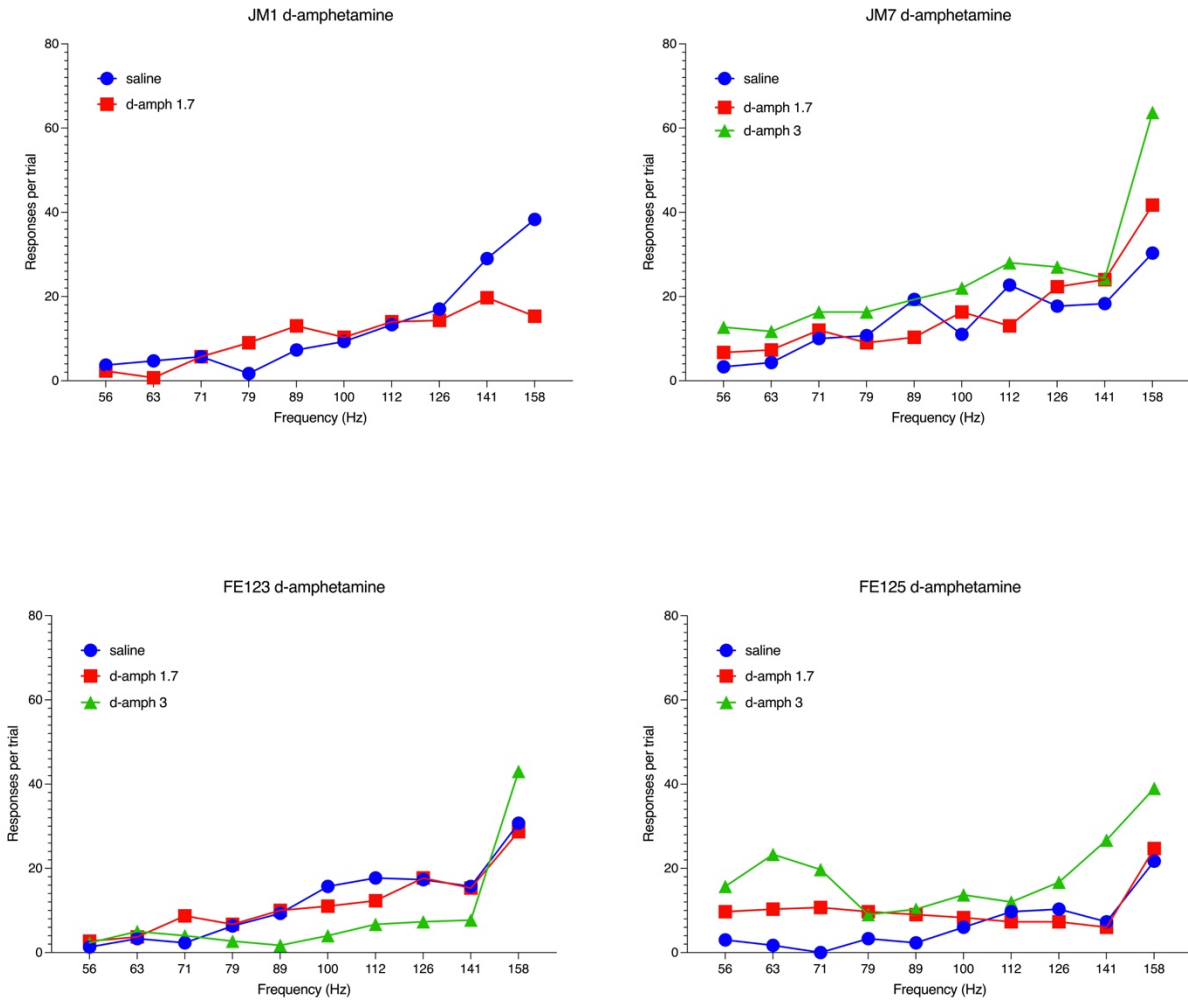 JM1 d-amphetamine
80
60
40
20
0
Responses per trial
saline
d-amph 1.7
56 63 71 79 89 100 112 126 141 158
Frequency (Hz)
JM7 d-amphetamine
80
60
40
20
0
Responses per trial
saline
d-amph 1.7
d-amph 3
56 63 71 79 89 100 112 126 141 158
Frequency (Hz)
FE123 d-amphetamine
80
60
40
20
0
Responses per trial
saline
d-amph 1.7
d-amph 3
56 63 71 79 89 100 112 126 141 158
Frequency (Hz)
FE125 d-amphetamine
80
60
40
20
0
Responses per trial
saline
d-amph 1.7
d-amph 3
56 63 71 79 89 100 112 126 141 158
Frequency (Hz)